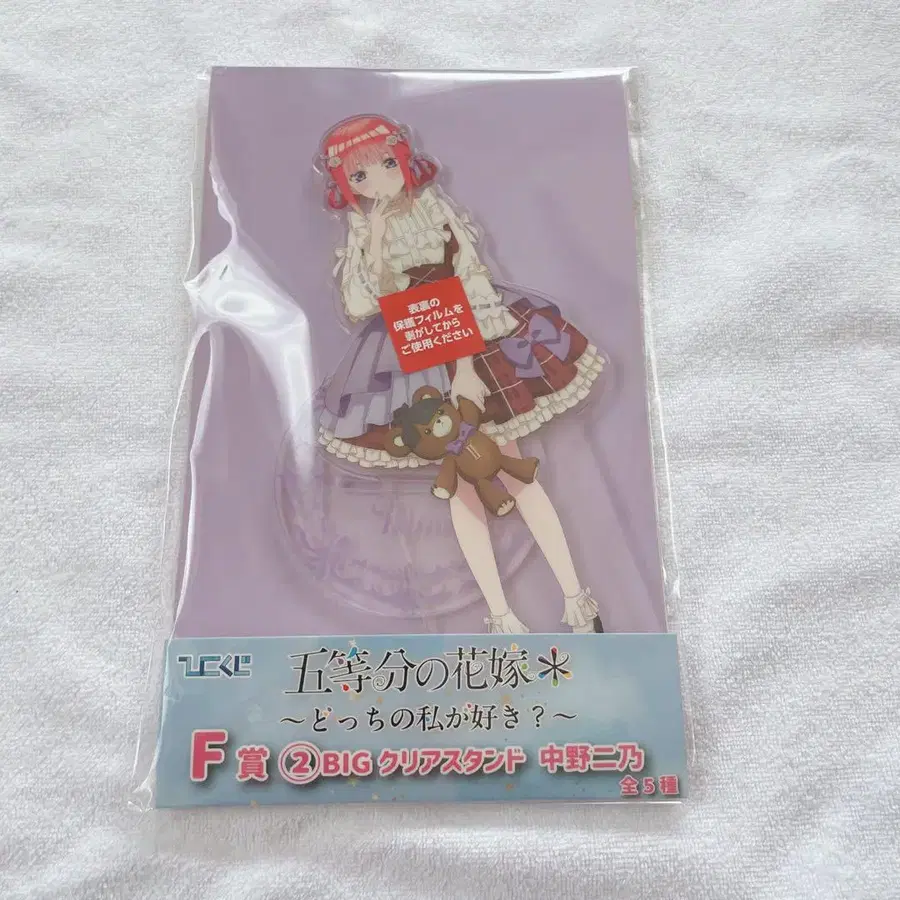 表裏の
保護フィルムを
剥がしてから
ご使用ください
ひこくじ
五等分の花嫁＊
～どっちの私が好き？～
F賞 ②BIG クリアスタンド 中野二乃
全5種